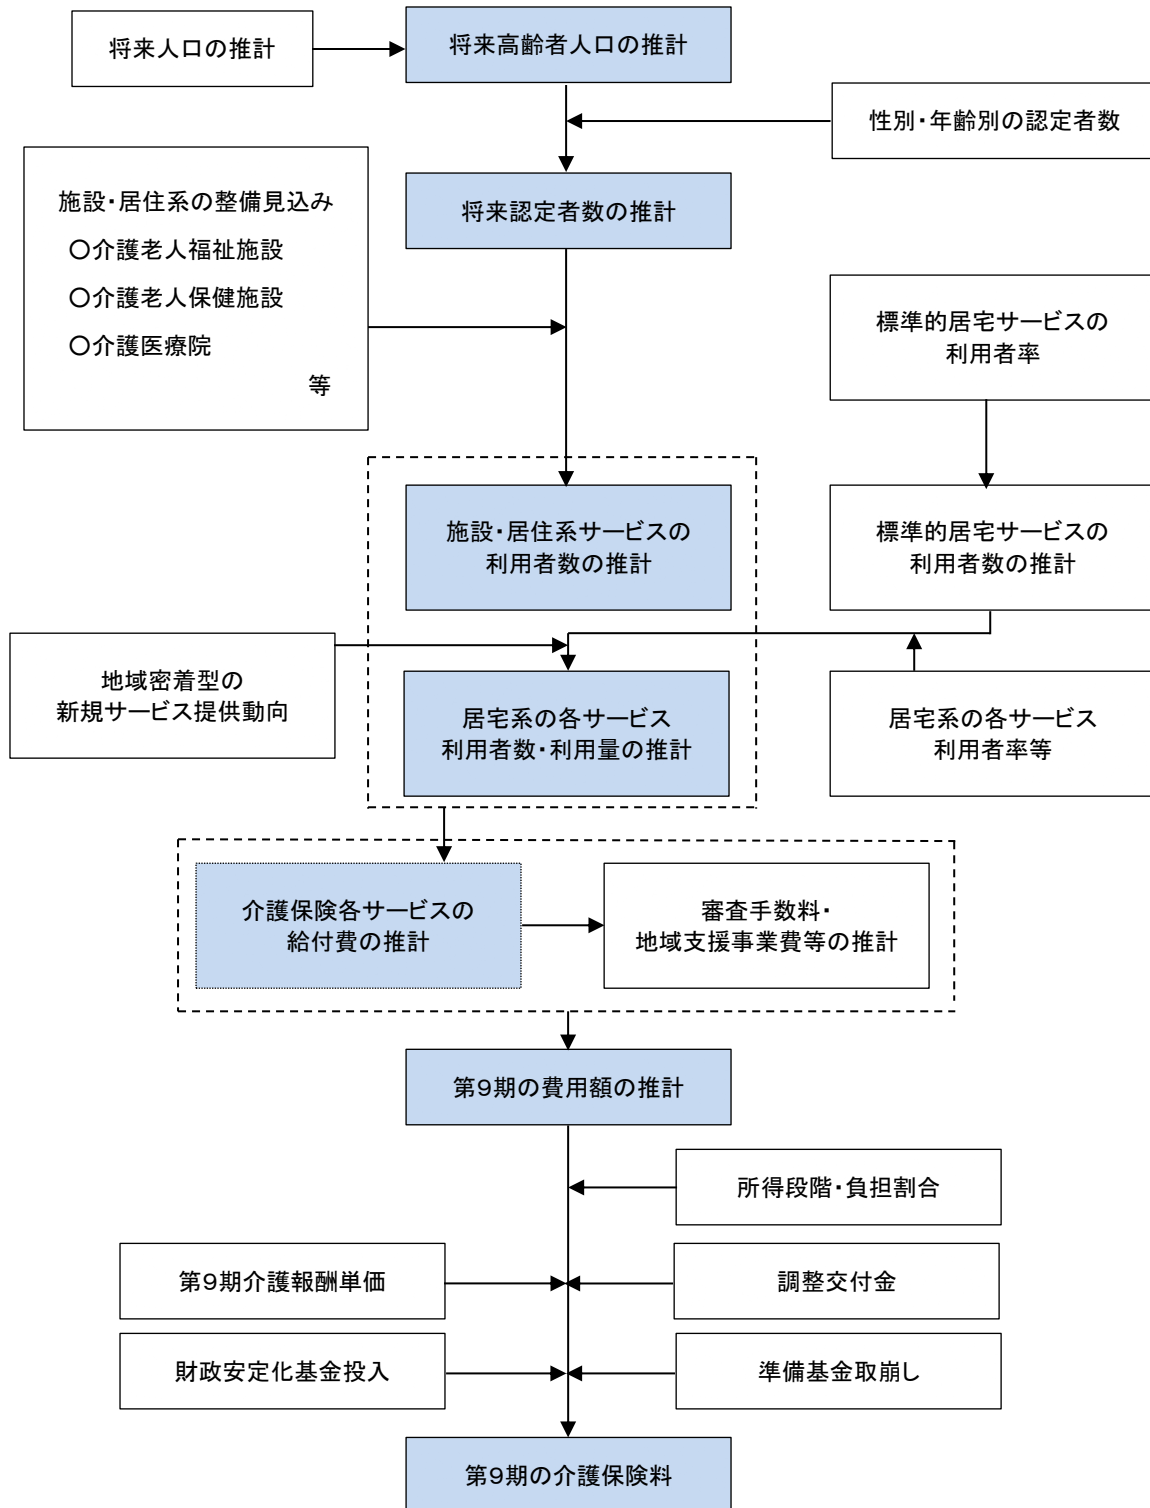 将来人口の推計
将来高齢者人口の推計
性別・年齢別の認定者数
施設・居住系の整備見込み
〇介護老人福祉施設
〇介護老人保健施設
〇介護医療院
等
将来認定者数の推計
標準的居宅サービスの
利用者率
施設・居住系サービスの
利用者数の推計
標準的居宅サービスの
利用者数の推計
地域密着型の
新規サービス提供動向
居宅系の各サービス
利用者数・利用量の推計
居宅系の各サービス
利用者率等
介護保険各サービスの
給付費の推計
審査手数料・
地域支援事業費等の推計
第9期の費用額の推計
所得段階・負担割合
第9期介護報酬単価
調整交付金
財政安定化基金投入
準備基金取崩し
第9期の介護保険料